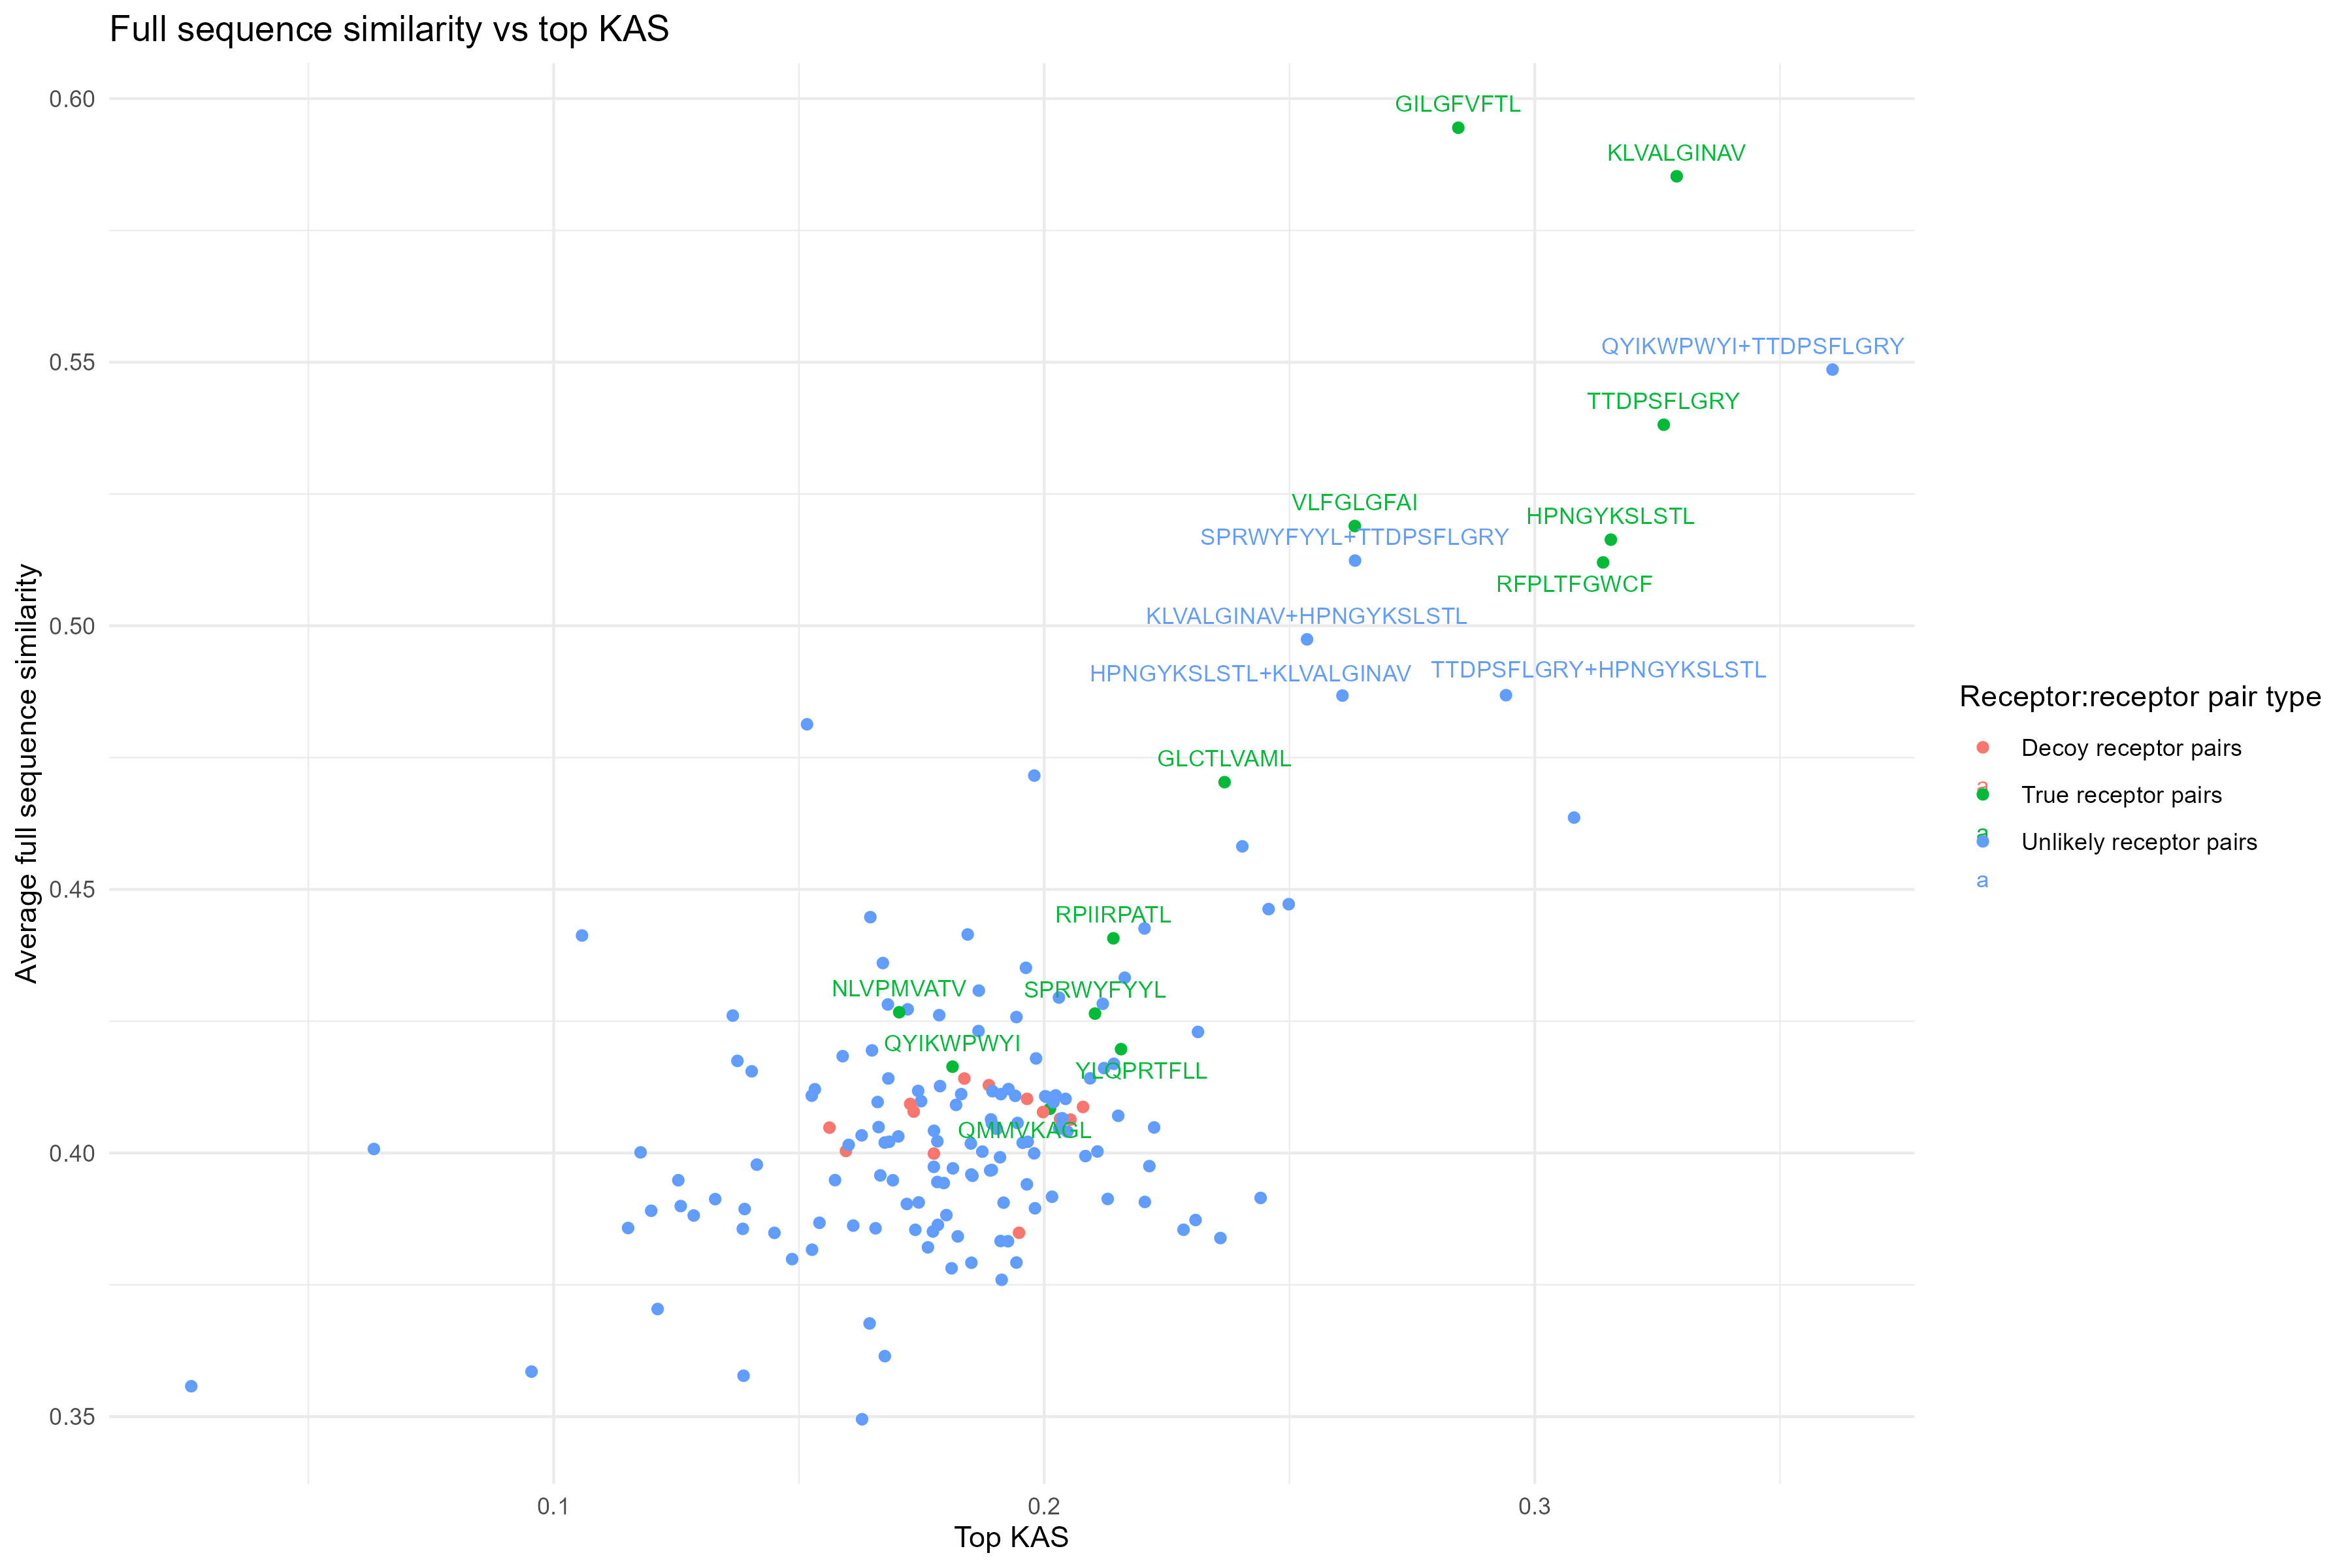 Full sequence similarity vs top KAS
0.60
0.55
0.50
0.45
0.40
0.35
Average full sequence similarity
GILGFVFTL
KLVALGINAV
QYIKWPWYI+TTDPSFLGRY
TTDPSFLGRY
VLFGLGFAI
HPNGYKSLSTL
SPRWYFYYL+TTDPSFLGRY
RFPLTFGWCF
KLVALGINAV+HPNGYKSLSTL
HPNGYKSLSTL+KLVALGINAV
TTDPSFLGRY+HPNGYKSLSTL
GLCTLVAML
RPIIRPATL
NLVPMVATV
SPRWYFYYL
QYIKWPWYI
YLQPRTFLL
QMMVKAGL
0.1
0.2
0.3
Top KAS
Receptor:receptor pair type
Decoy receptor pairs
a
True receptor pairs
a
Unlikely receptor pairs
a